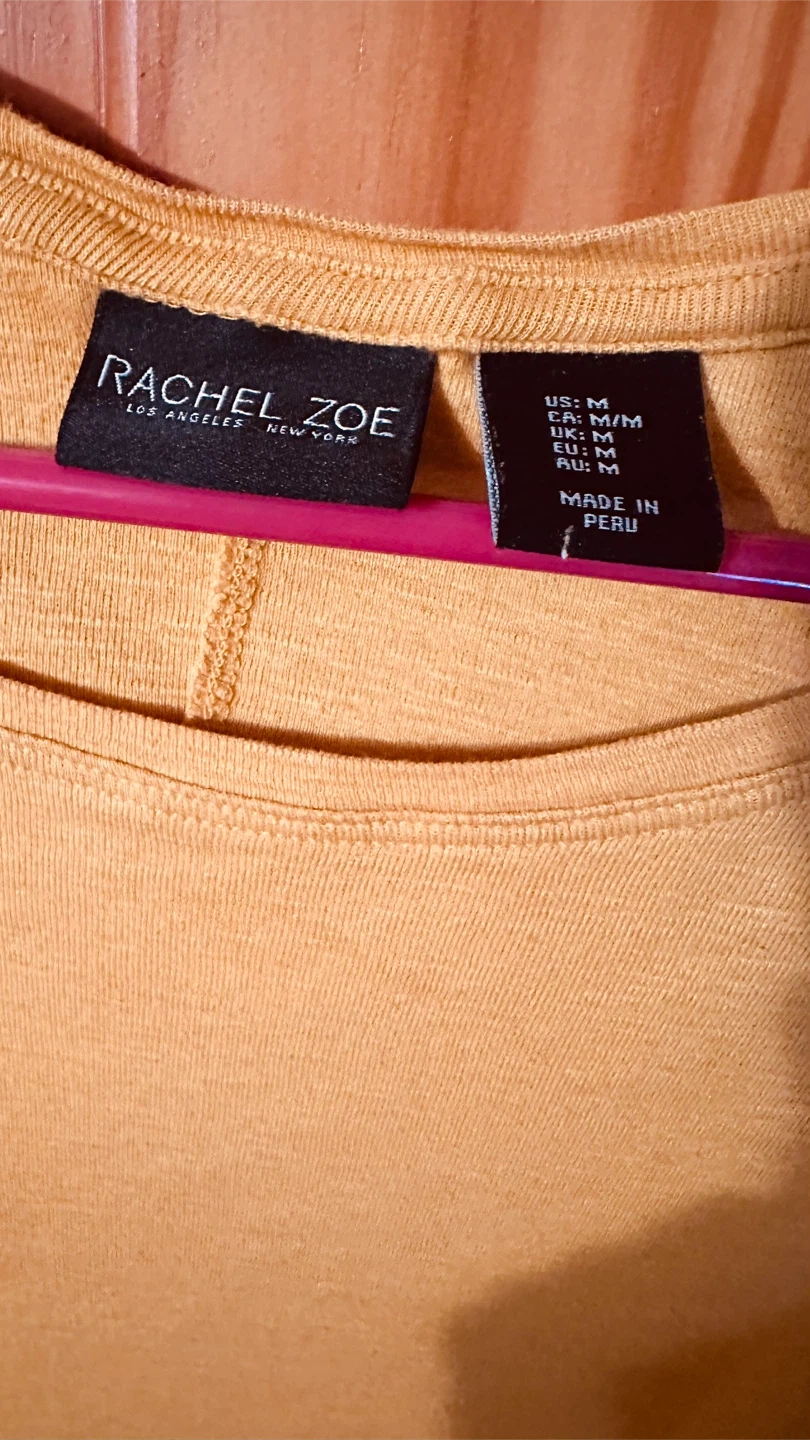 RACHEL ZOE
LOS ANGELES NEW YORK
US: M
CA: M/M
UK: M
EU: M
AU: M
MADE IN
PERU